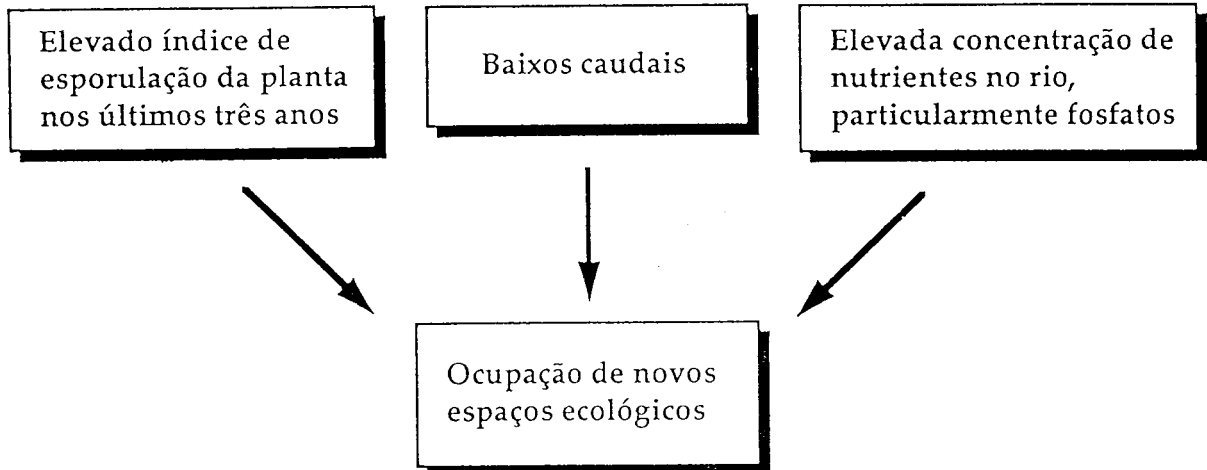 Elevado índice de
esporulação da planta
nos últimos três anos
Baixos caudais
Elevada concentração de
nutrientes no rio,
particularmente fosfatos
Ocupação de novos
espaços ecológicos